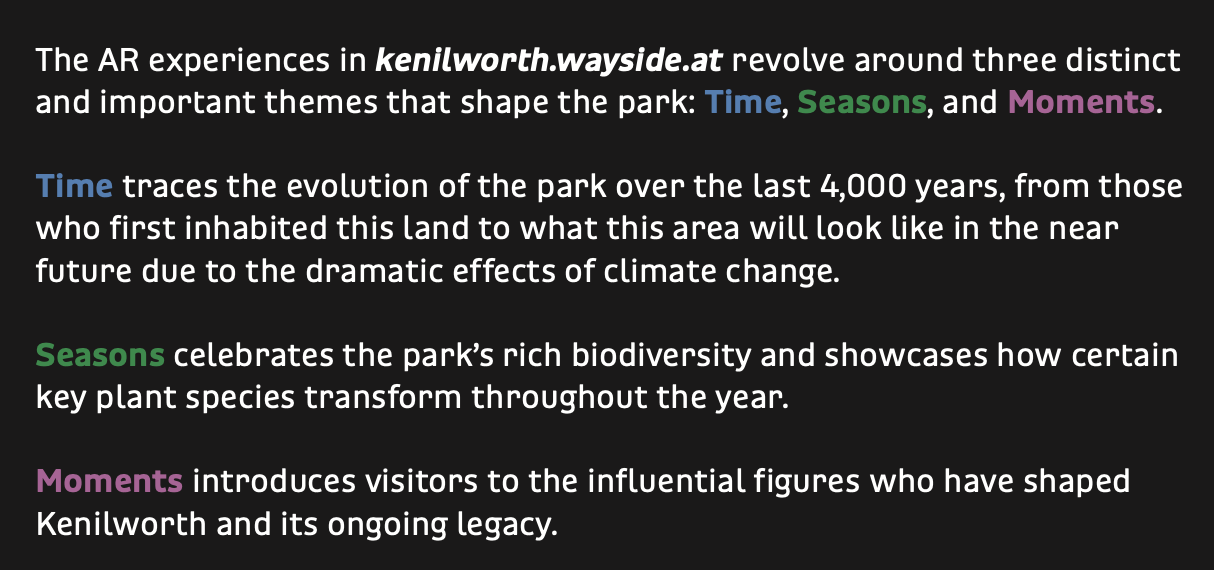 The AR experiences in kenilworth.wayside.at revolve around three distinct
and important themes that shape the park: Time, Seasons, and Moments.
Time traces the evolution of the park over the last 4,000 years, from those
who first inhabited this land to what this area will look like in the near
future due to the dramatic effects of climate change.
Seasons celebrates the park’s rich biodiversity and showcases how certain
key plant species transform throughout the year.
Moments introduces visitors to the influential figures who have shaped
Kenilworth and its ongoing legacy.